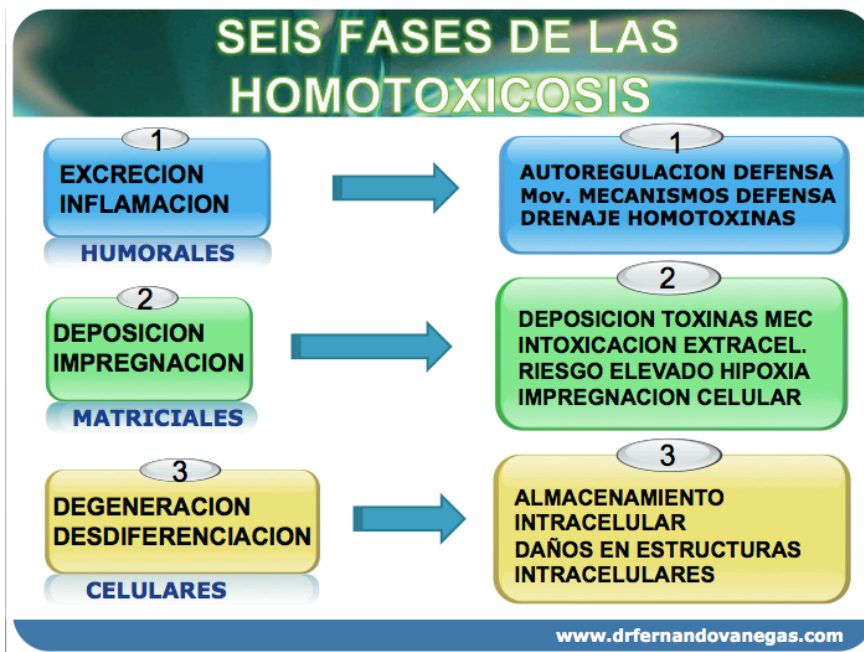 SEIS FASES DE LAS
HOMOTOXICOSIS
1
EXCRECION
INFLAMACION
HUMORALES
1
AUTOREGULACION DEFENSA
Mov. MECANISMOS DEFENSA
DRENAJE HOMOTOXINAS
2
DEPOSICION
IMPREGNACION
MATRICIALES
2
DEPOSICION TOXINAS MEC
INTOXICACION EXTRACEL.
RIESGO ELEVADO HIPOXIA
IMPREGNACION CELULAR
3
DEGENERACION
DESDIFERENCIACION
CELULARES
3
ALMACENAMIENTO
INTRACELULAR
DAÑOS EN ESTRUCTURAS
INTRACELULARES
www.drfernandovanegas.com